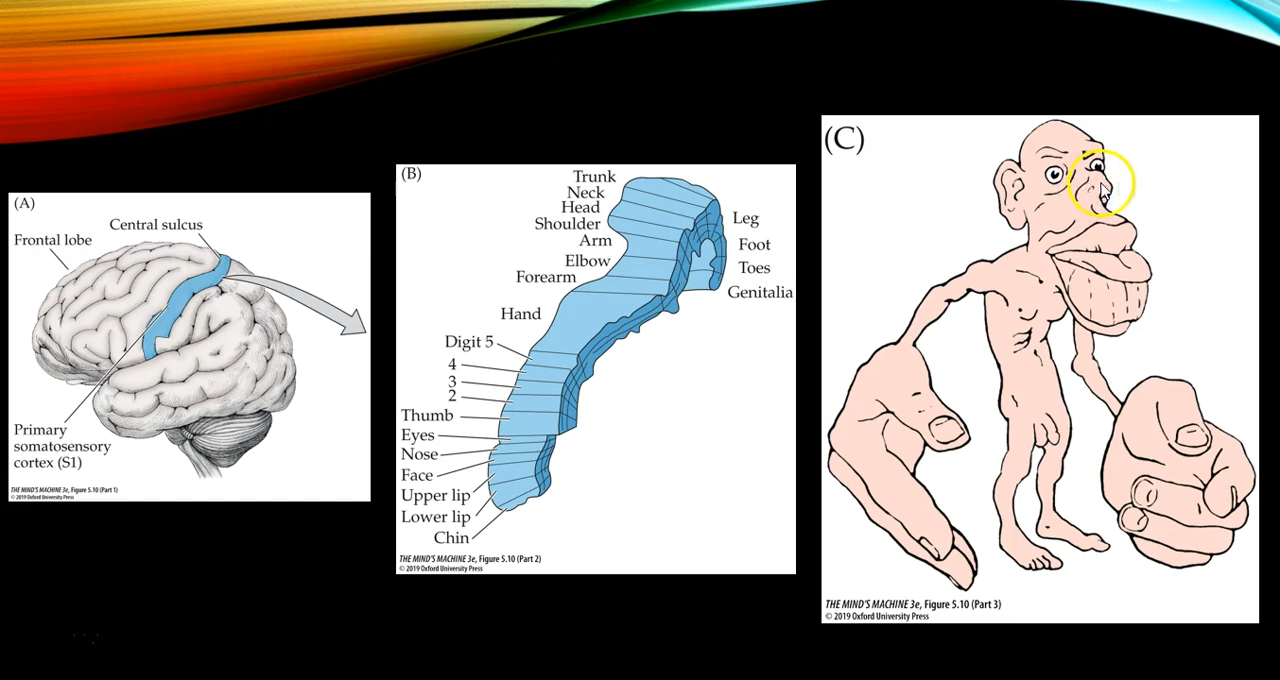 (A)
Central sulcus
Frontal lobe
Primary
somatosensory
cortex (S1)
THE MIND'S MACHINE 3e, Figure 5.10 (Part 1)
© 2019 Oxford University Press
(B)
Trunk
Neck
Head
Shoulder
Arm
Elbow
Forearm
Hand
Digit 5
4
3
2
Thumb
Eyes
Nose
Face
Upper lip
Lower lip
Chin
Leg
Foot
Toes
Genitalia
THE MIND'S MACHINE 3e, Figure 5.10 (Part 2)
© 2019 Oxford University Press
(C)
THE MIND'S MACHINE 3e, Figure 5.10 (Part 3)
© 2019 Oxford University Press